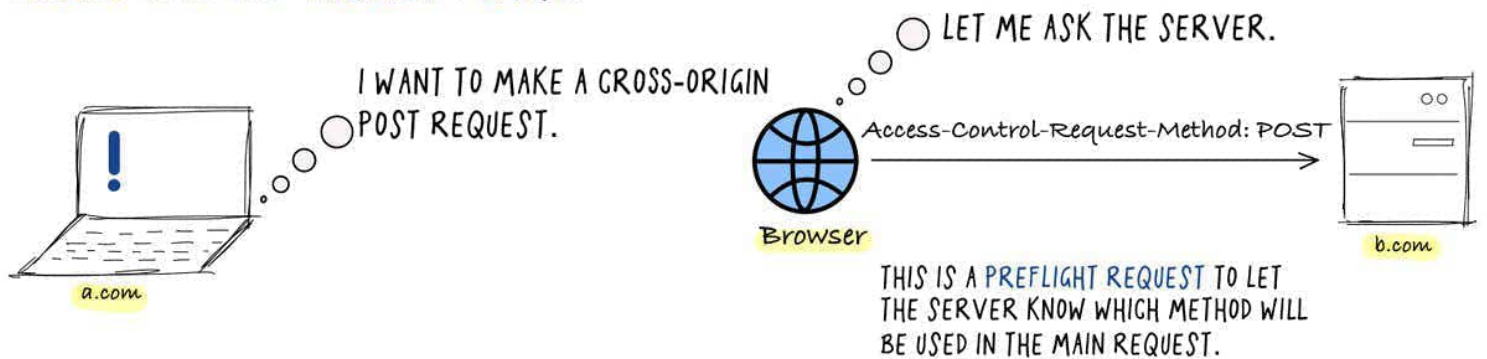 LET ME ASK THE SERVER.
I WANT TO MAKE A CROSS-ORIGIN
POST REQUEST.
Access-Control-Request-Method: POST
Browser
b.com
a.com
THIS IS A PREFLIGHT REQUEST TO LET
THE SERVER KNOW WHICH METHOD WILL
BE USED IN THE MAIN REQUEST.